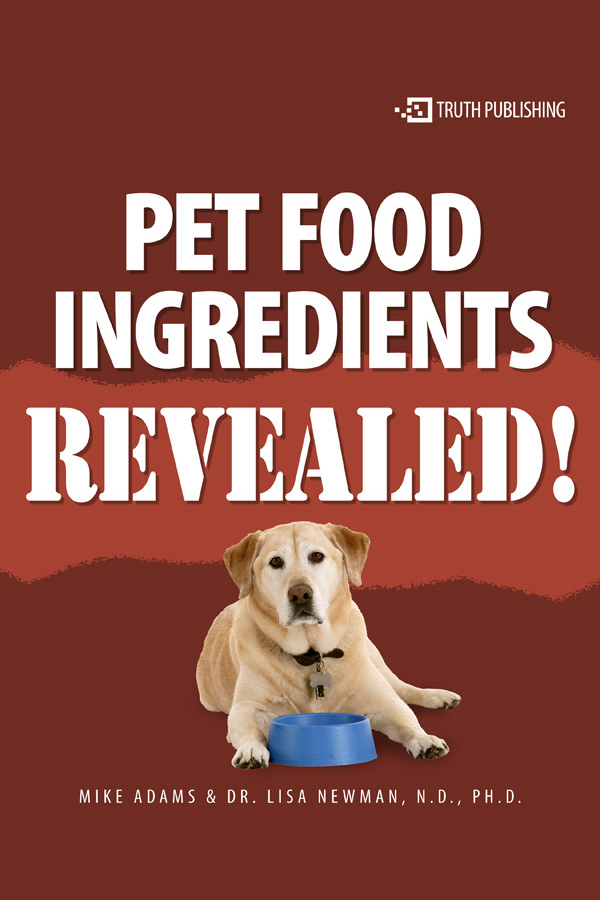 TRUTH PUBLISHING
PET FOOD
INGREDIENTS
REVEALED!
MIKE ADAMS & DR. LISA NEWMAN, N.D., PH.D.